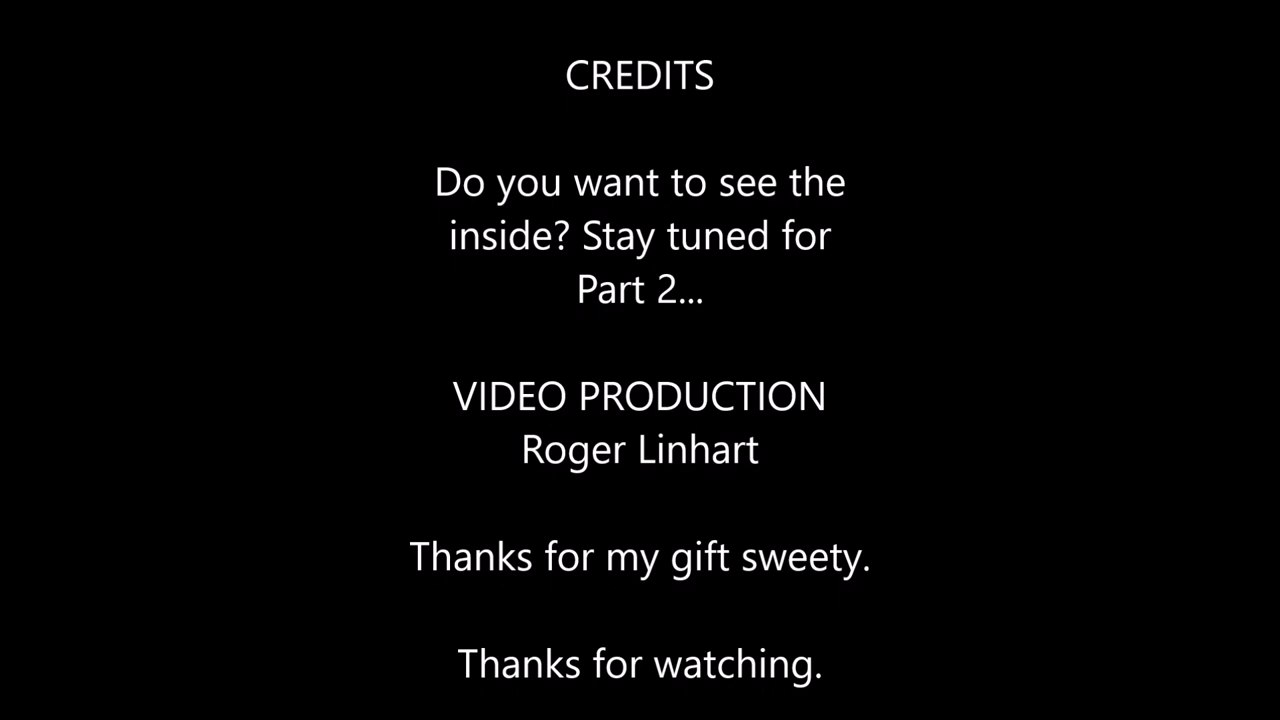 CREDITS
Do you want to see the
inside? Stay tuned for
Part 2...
VIDEO PRODUCTION
Roger Linhart
Thanks for my gift sweety.
Thanks for watching.